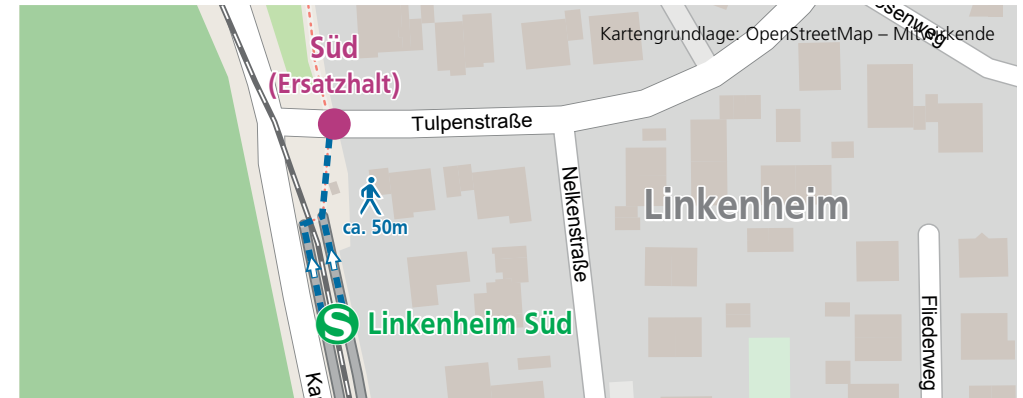 Kartengrundlage: OpenStreetMap – Mitwirkende
Süd
(Ersatzhalt)
Tulpenstraße
ca. 50m
Nelkenstraße
Linkenheim
S
Linkenheim Süd
Fliederweg